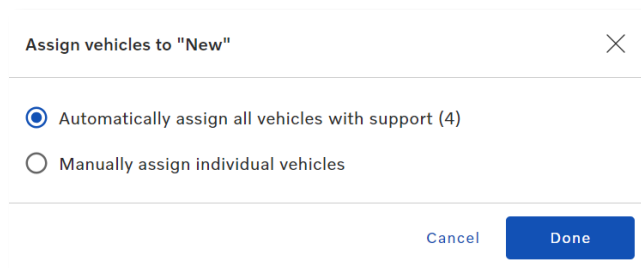 Assign vehicles to "New"
Automatically assign all vehicles with support (4)
Manually assign individual vehicles
Cancel
Done